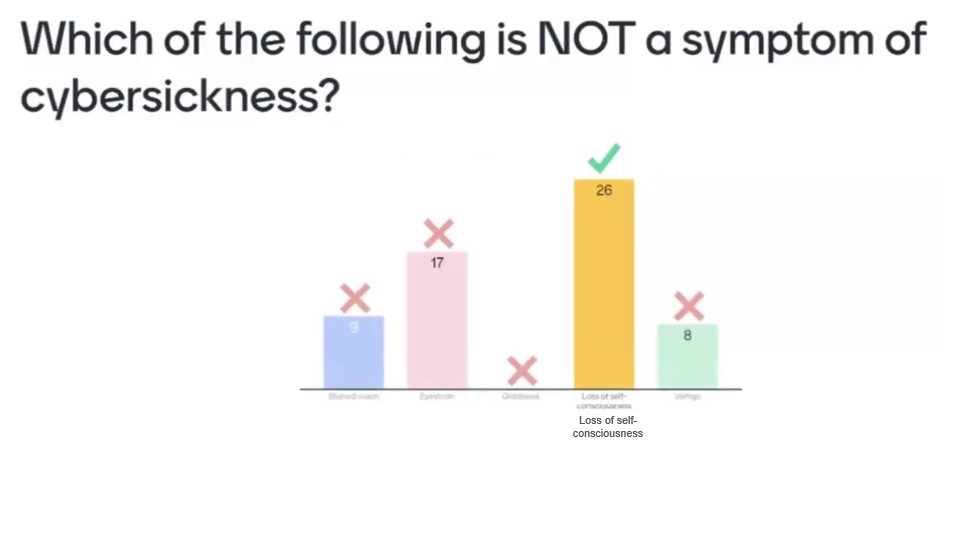 Which of the following is NOT a symptom of
cybersickness?
26
17
9
8
Blurred vision
Eyestrain
Loss of self-
consciousness
Vertigo
Loss of self-
consciousness